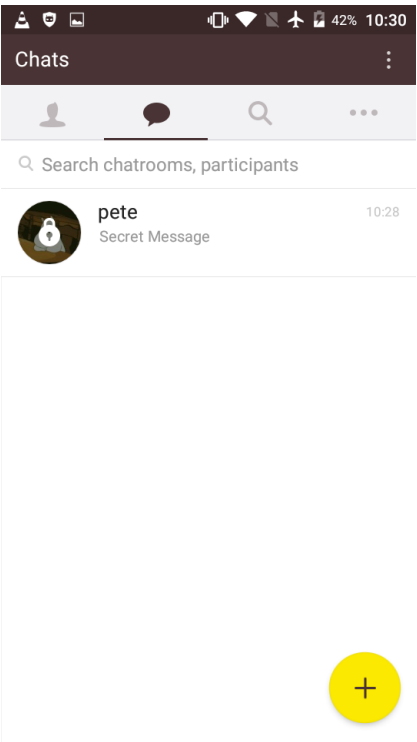 42% 10:30
Chats
Search chatrooms, participants
pete 10:28
Secret Message